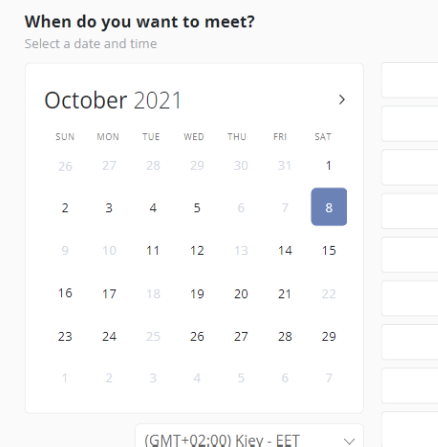 When do you want to meet?
Select a date and time
October 2021
SUN MON TUE WED THU FRI SAT
26 27 28 29 30 31 1
2 3 4 5 6 7 8
9 10 11 12 13 14 15
16 17 18 19 20 21 22
23 24 25 26 27 28 29
1 2 3 4 5 6 7
(GMT+02:00) Kiev - EET